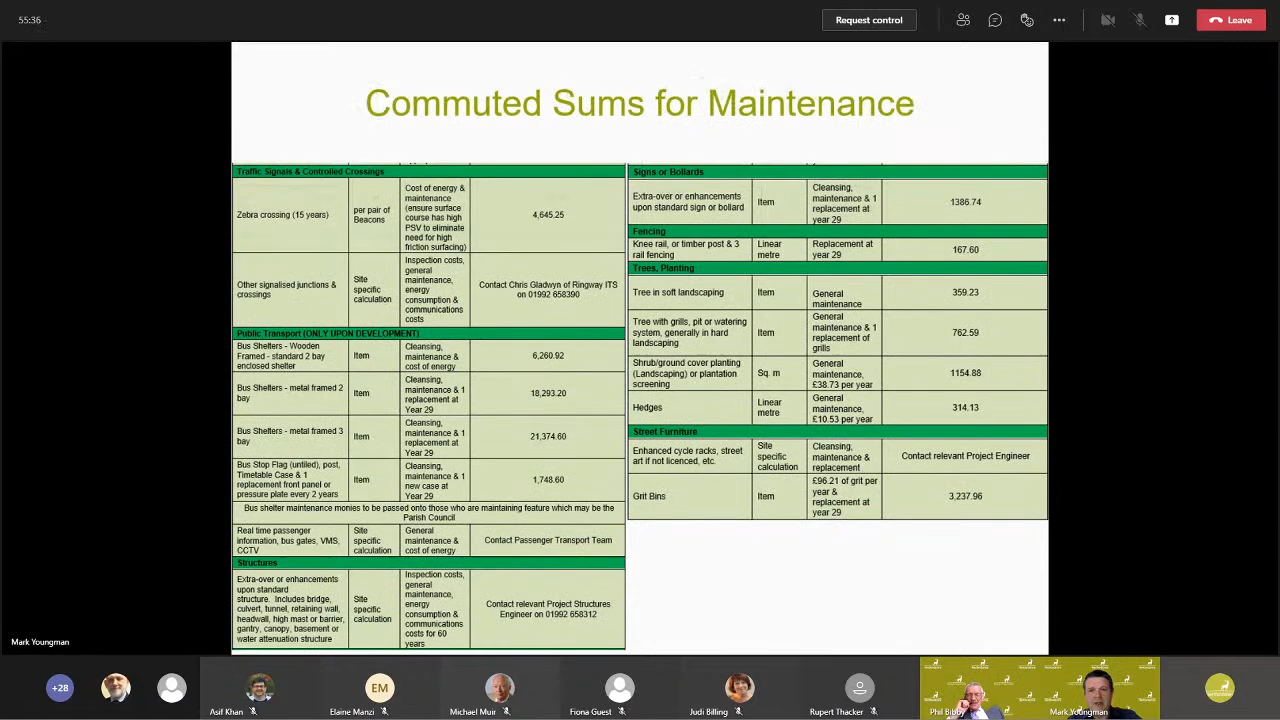 55:36
Request control
Leave
Commuted Sums for Maintenance
Traffic Signals & Controlled Crossings
Zebra crossing (15 years)
per pair of
Beacons
Cost of energy &
maintenance
(ensure surface
course has high
PSV to eliminate
need for high
friction surfacing)
4,645.25
Other signalised junctions &
crossings
Site
specific
calculation
Inspection costs,
general
maintenance,
energy
consumption &
communications
costs
Contact Chris Gladwyn of Ringway ITS
on 01992 658390
Public Transport (ONLY UPON DEVELOPMENT)
Bus Shelters - Wooden
Framed - standard 2 bay
enclosed shelter
Item
Cleansing,
maintenance &
cost of energy
6,260.92
Bus Shelters - metal framed 2
bay
Item
Cleansing,
maintenance & 1
replacement at
Year 29
18,293.20
Bus Shelters - metal framed 3
bay
Item
Cleansing,
maintenance & 1
replacement at
Year 29
21,374.60
Bus Stop Flag (untiled), post,
Timetable Case & 1
replacement front panel or
pressure plate every 2 years
Item
Cleansing,
maintenance & 1
new case at
Year 29
1,748.60
Bus shelter maintenance monies to be passed onto those who are maintaining feature which may be the
Parish Council
Real time passenger
information, bus gates, VMS,
CCTV
Site
specific
calculation
General
maintenance &
cost of energy
Contact Passenger Transport Team
Structures
Extra-over or enhancements
upon standard
structure. Includes bridge,
culvert, tunnel, retaining wall,
headwall, high mast or barrier,
gantry, canopy, basement or
water attenuation structure
Site
specific
calculation
Inspection costs,
general
maintenance,
energy
consumption &
communications
costs for 60
years
Contact relevant Project Structures
Engineer on 01992 658312
Signs or Bollards
Extra-over or enhancements
upon standard sign or bollard
Item
Cleansing,
maintenance & 1
replacement at
year 29
1386.74
Fencing
Knee rail, or timber post & 3
rail fencing
Linear
metre
Replacement at
year 29
167.60
Trees, Planting
Tree in soft landscaping
Item
General
maintenance
359.23
Tree with grills, pit or watering
system, generally in hard
landscaping
Item
General
maintenance & 1
replacement of
grills
762.59
Shrub/ground cover planting
(Landscaping) or plantation
screening
Sq. m
General
maintenance,
£38.73 per year
1154.88
Hedges
Linear
metre
General
maintenance,
£10.53 per year
314.13
Street Furniture
Enhanced cycle racks, street
art if not licenced, etc.
Site
specific
calculation
Cleansing,
maintenance &
replacement
Contact relevant Project Engineer
Grit Bins
Item
£96.21 of grit per
year &
replacement at
year 29
3,237.96
Mark Youngman
+28
Asif Khan
EM
Elaine Manzi
Michael Muir
Fiona Guest
Judi Billing
Rupert Thacker
Phil Bibby
Mark Youngman